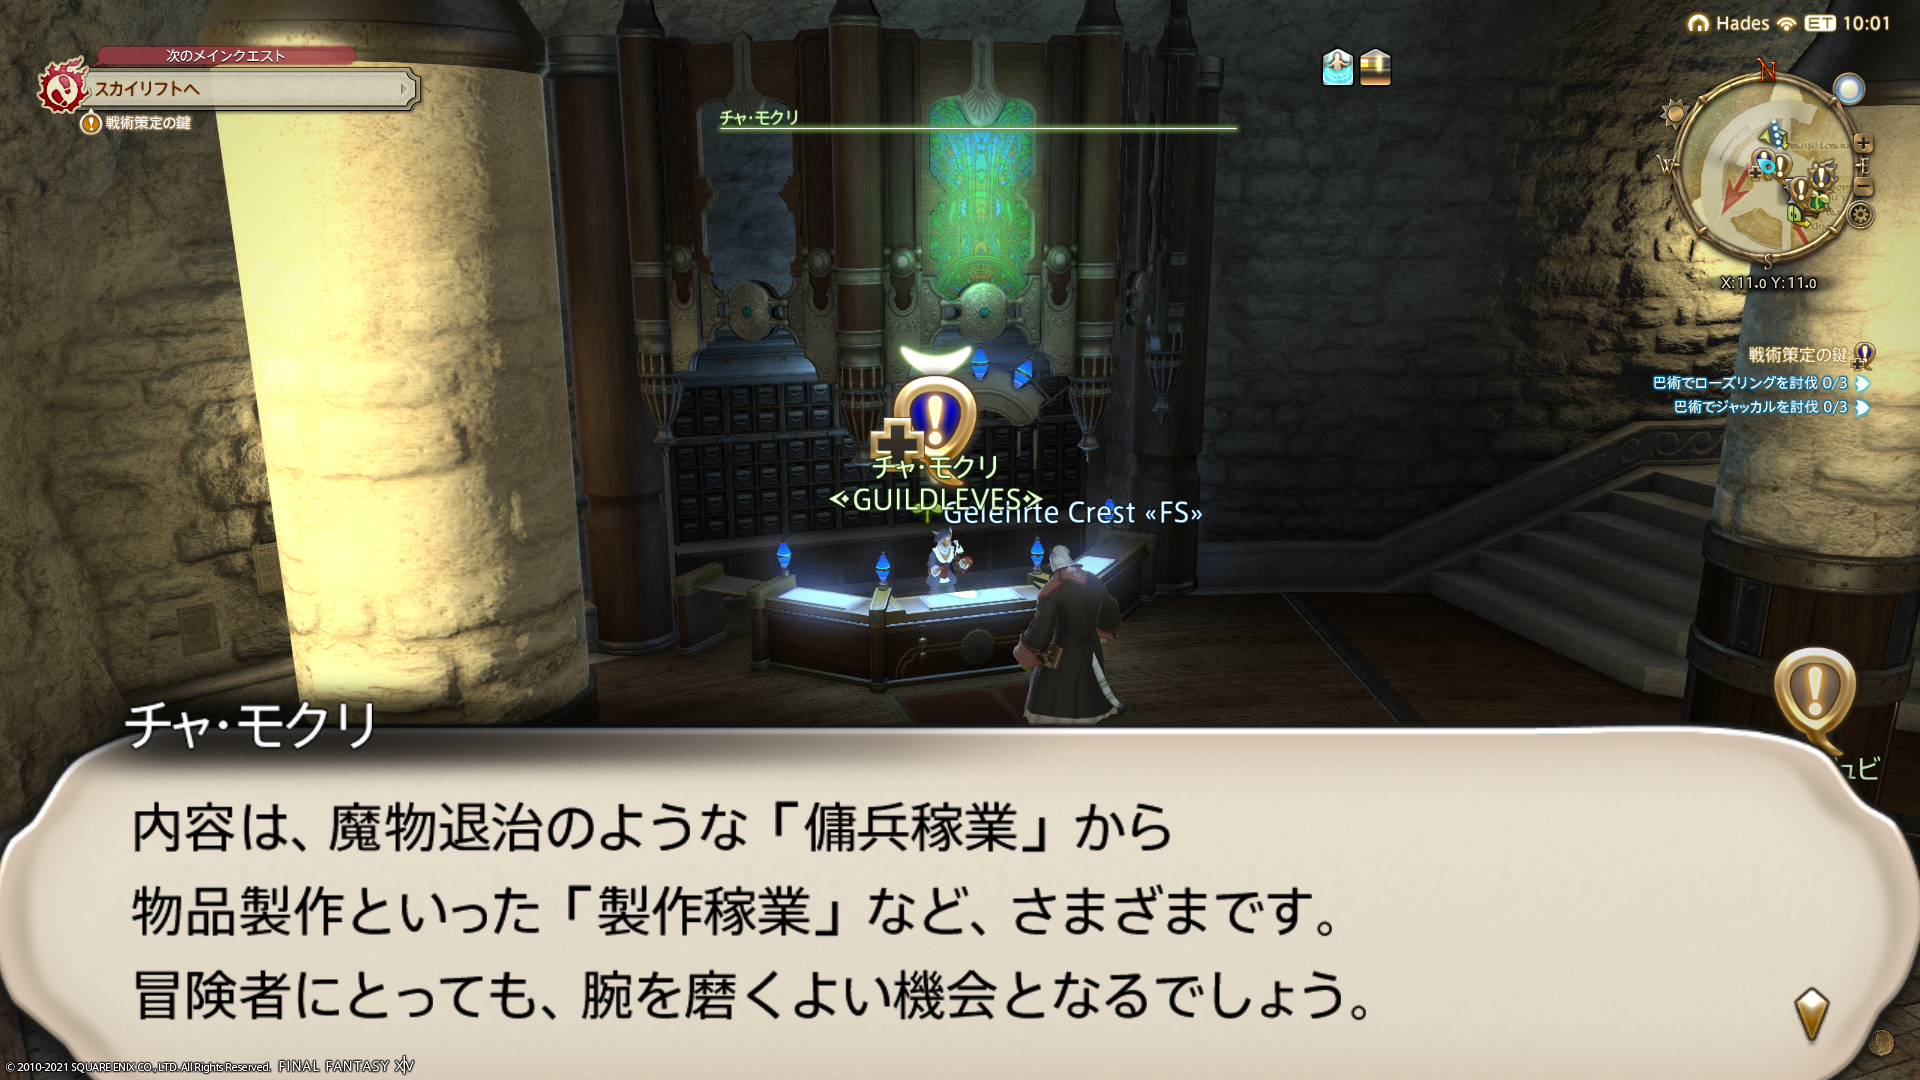 Hades ET 10:01
次のメインクエスト
スカイリフトへ
戦術策定の鍵
チャ・モクリ
N
W
E
S
X:11.0 Y:11.0
戦術策定の鍵
巴術でローズリングを討伐 0/3
巴術でジャッカルを討伐 0/3
チャ・モクリ
«GUILDLEVES»
Gelehrte Crest «FS»
ュビ
チャ・モクリ
内容は、魔物退治のような「傭兵稼業」から
物品製作といった「製作稼業」など、さまざまです。
冒険者にとっても、腕を磨くよい機会となるでしょう。
© 2010-2021 SQUARE ENIX CO., LTD. All Rights Reserved. FINAL FANTASY XIV